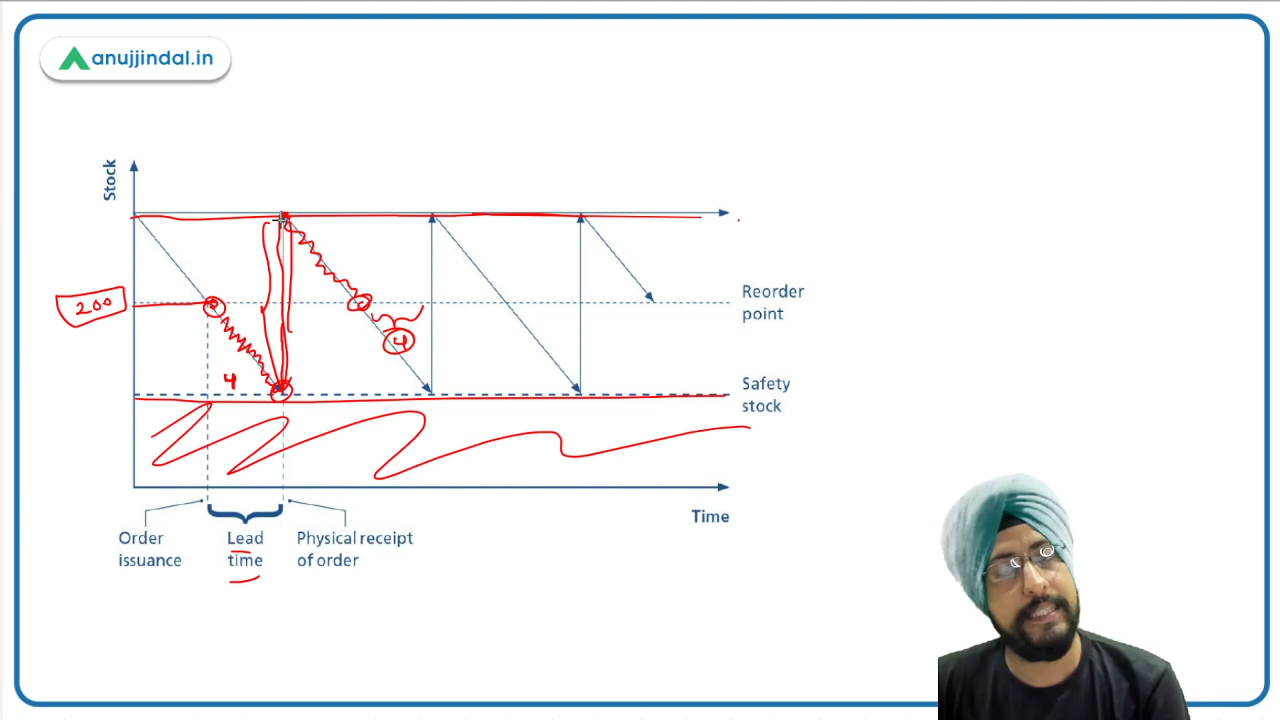 anujjindal.in
Stock
200
Reorder
point
4
4
Safety
stock
Time
Order
issuance
Lead
time
Physical receipt
of order